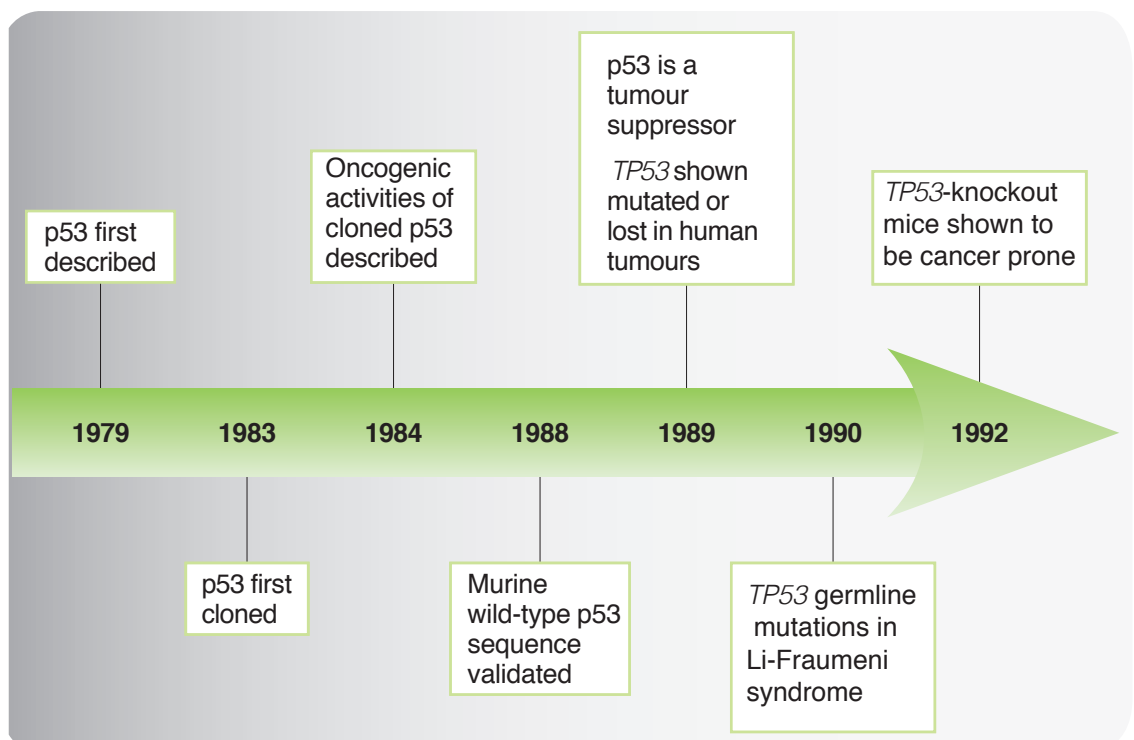 p53 is a
tumour
suppressor
TP53 shown
mutated or
lost in human
tumours
Oncogenic
activities of
cloned p53
described
TP53-knockout
mice shown to
be cancer prone
p53 first
described
1979 1983 1984 1988 1989 1990 1992
p53 first
cloned
Murine
wild-type p53
sequence
validated
TP53 germline
mutations in
Li-Fraumeni
syndrome